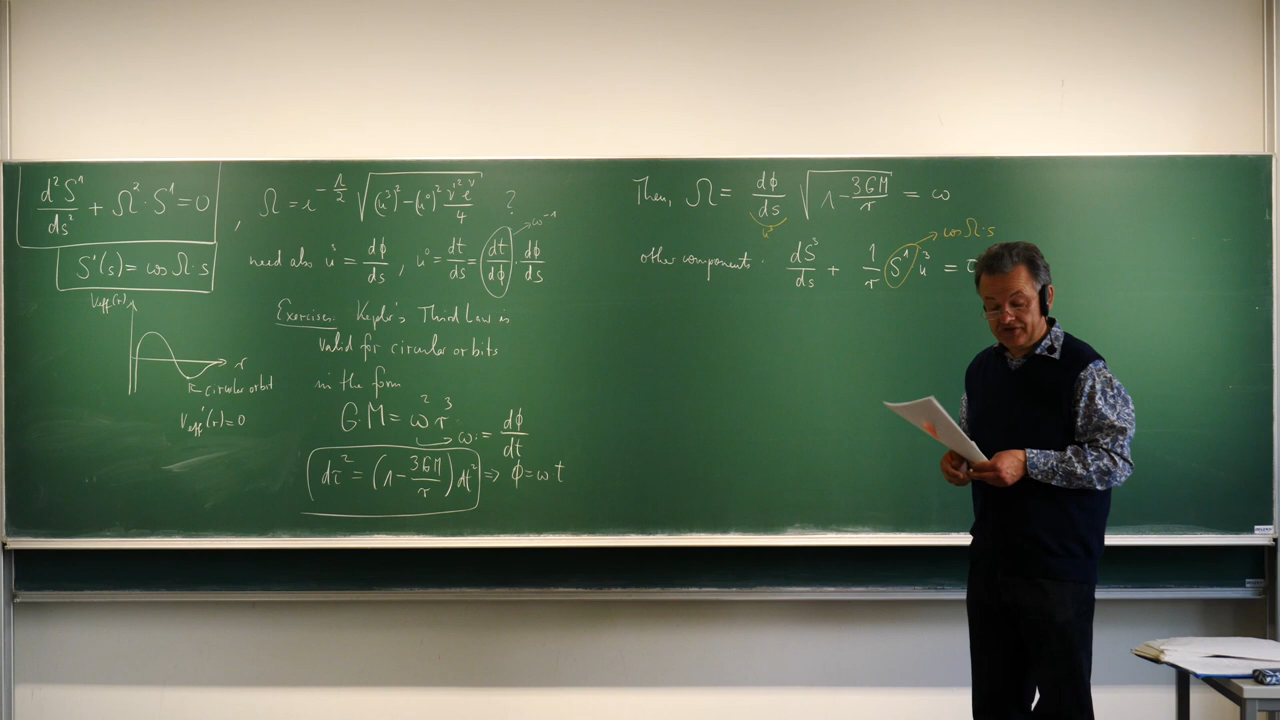 d²S¹/ds² + Ω²·S¹=0
S¹(s) = cos Ω·s
V_eff(r)
r
circular orbit
V_eff'(r)=0
, Ω = e^(-λ/2) √((u³)² - (u⁰)² ν'² e^ν/4) ?
need also u³ = dφ/ds , u⁰ = dt/ds = dt/dφ · dφ/ds
ω⁻¹
Exercise: Kepler's Third Law is
valid for circular orbits
in the form
G·M = ω² r³
ω := dφ/dt
dτ² = (1 - 3GM/r) dt² ⇒ φ = ωt
Then, Ω = dφ/ds √(1 - 3GM/r) = ω
u³
cos Ω·s
other components: dS³/ds + 1/r S¹ u³ = 0